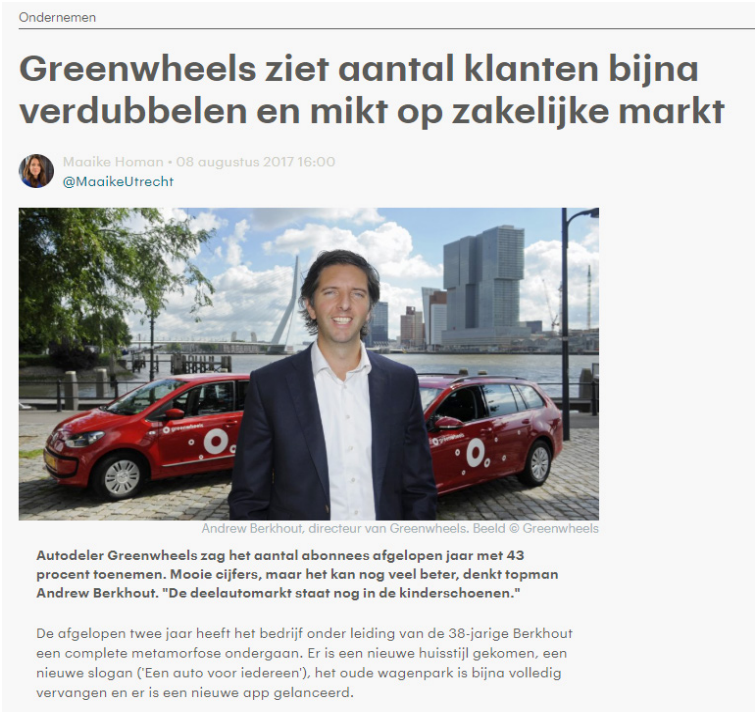 Ondernemen
Greenwheels ziet aantal klanten bijna
verdubbelen en mikt op zakelijke markt
Maaike Homan • 08 augustus 2017 16:00
@MaaikeUtrecht
greenwheels
greenwheels
Andrew Berkhout, directeur van Greenwheels. Beeld © Greenwheels
Autodeler Greenwheels zag het aantal abonnees afgelopen jaar met 43
procent toenemen. Mooie cijfers, maar het kan nog veel beter, denkt topman
Andrew Berkhout. "De deelautomarkt staat nog in de kinderschoenen."
De afgelopen twee jaar heeft het bedrijf onder leiding van de 38-jarige Berkhout
een complete metamorfose ondergaan. Er is een nieuwe huisstijl gekomen, een
nieuwe slogan ('Een auto voor iedereen'), het oude wagenpark is bijna volledig
vervangen en er is een nieuwe app gelanceerd.